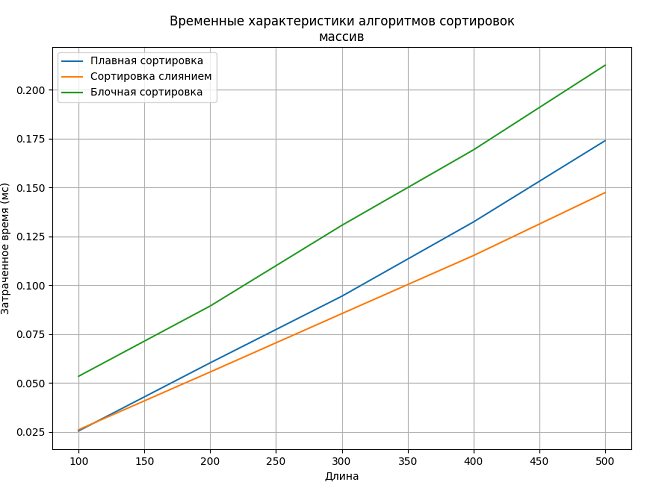 Временные характеристики алгоритмов сортировок
массив
Плавная сортировка
Сортировка слиянием
Блочная сортировка
Затраченное время (мс)
0.200
0.175
0.150
0.125
0.100
0.075
0.050
0.025
100 150 200 250 300 350 400 450 500
Длина